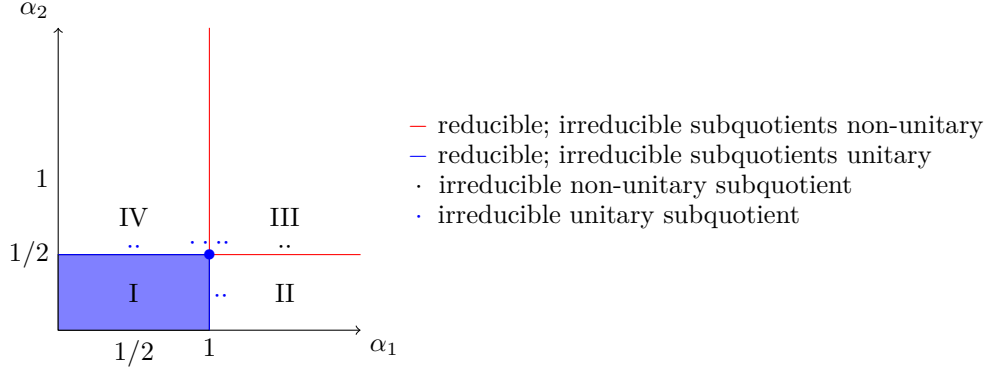 α₂
— reducible; irreducible subquotients non-unitary
— reducible; irreducible subquotients unitary
· irreducible non-unitary subquotient
· irreducible unitary subquotient
1
IV
III
1/2
I
II
1/2
1
α₁